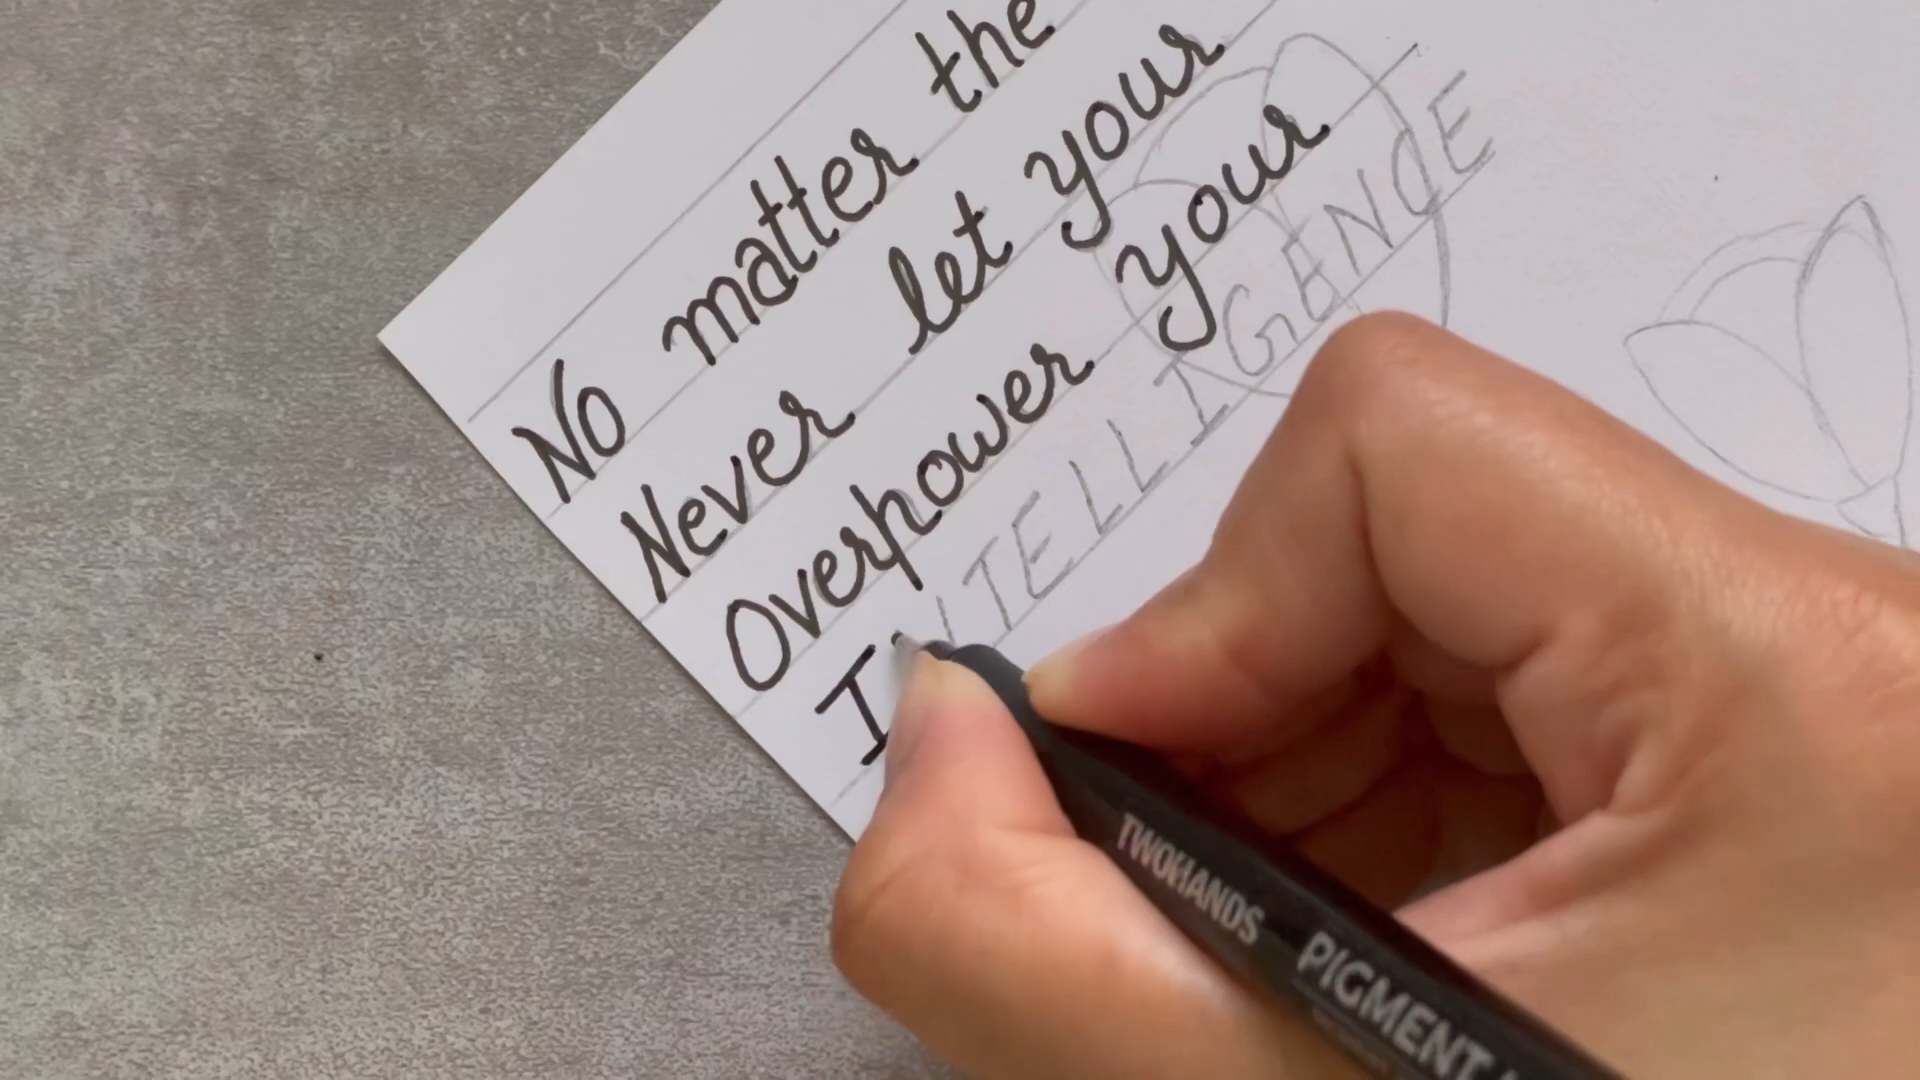 No matter the
Never let your
Overpower your
INTELLIGENCE
TWOHANDS PIGMENT